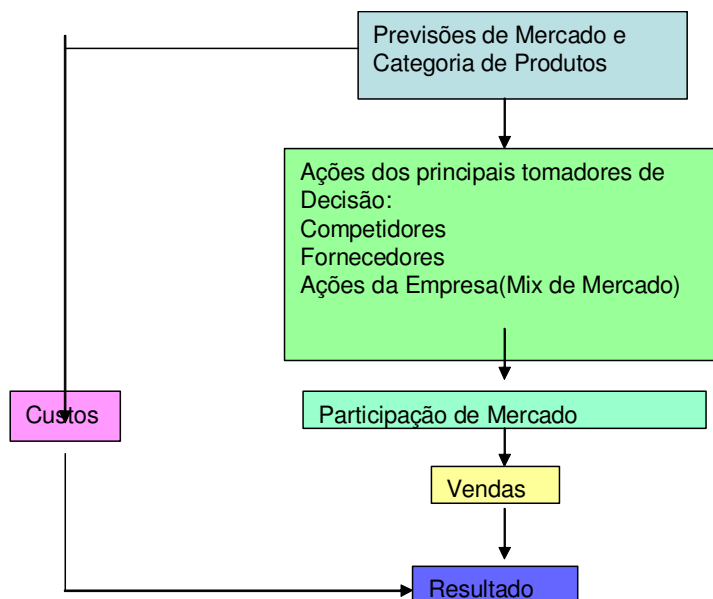 Previsões de Mercado e
Categoria de Produtos
Ações dos principais tomadores de
Decisão:
Competidores
Fornecedores
Ações da Empresa(Mix de Mercado)
Custos
Participação de Mercado
Vendas
Resultado